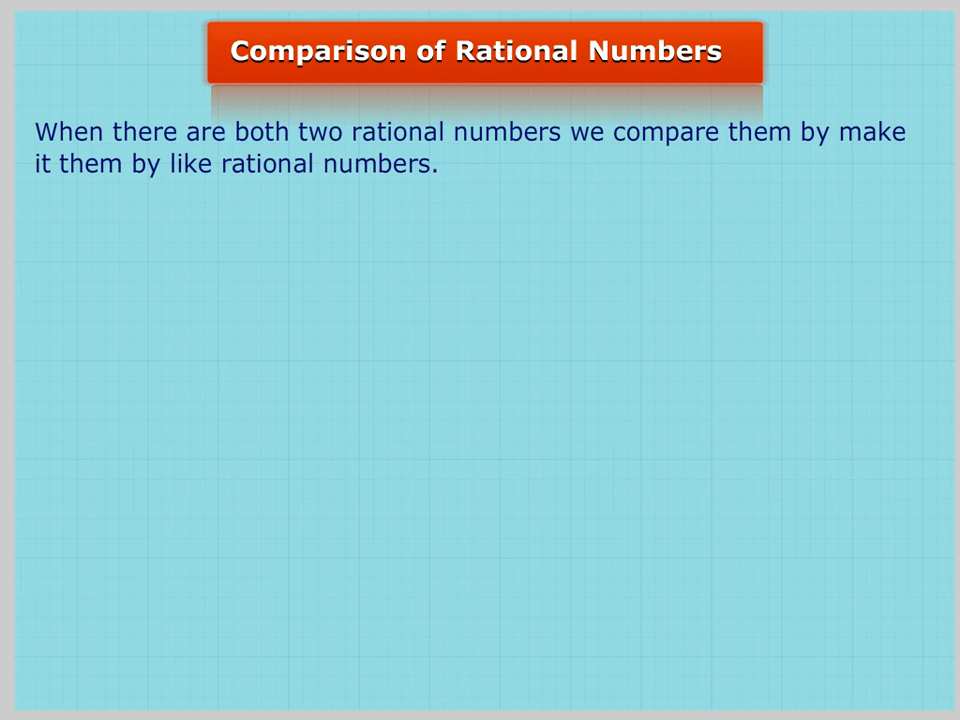 Comparison of Rational Numbers
When there are both two rational numbers we compare them by make
it them by like rational numbers.